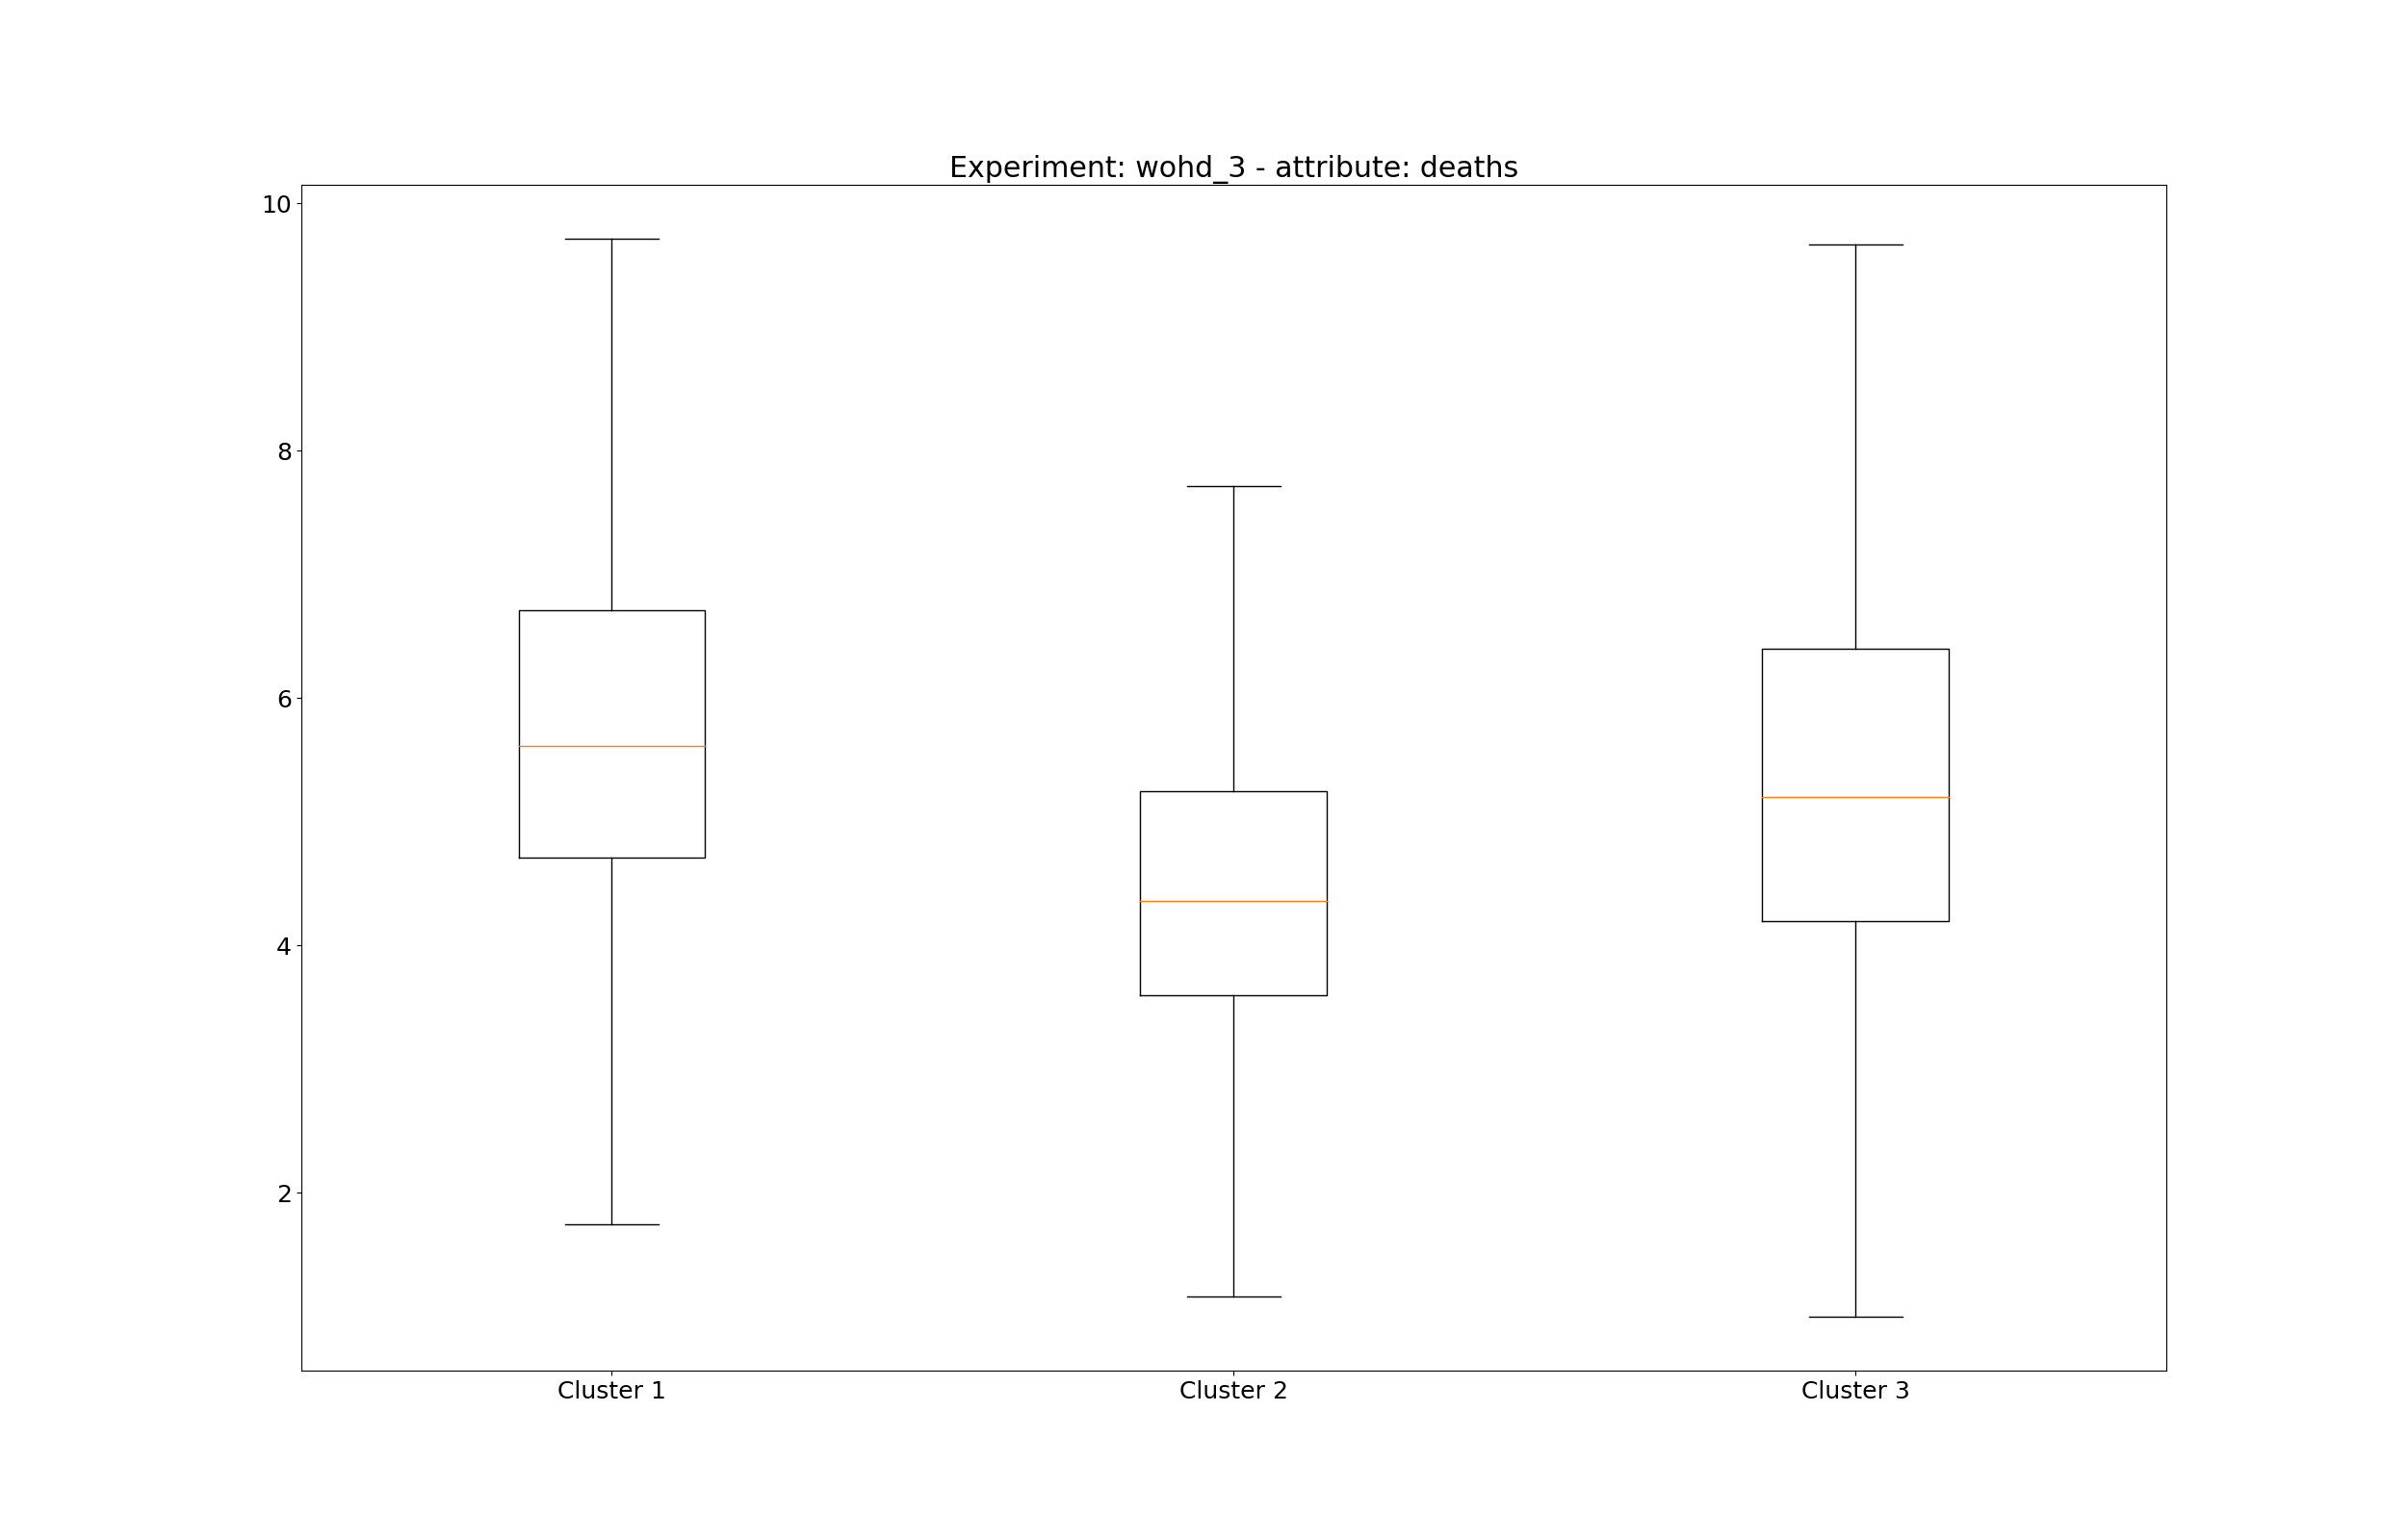 Experiment: wohd_3 - attribute: deaths
10
8
6
4
2
Cluster 1
Cluster 2
Cluster 3